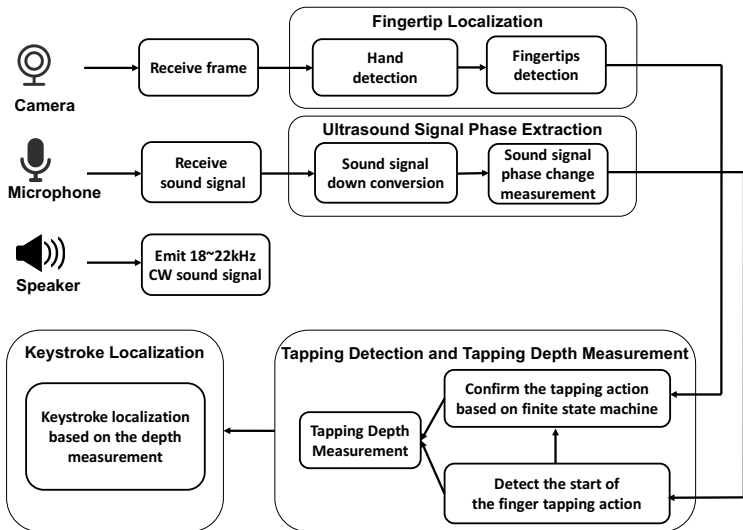 Fingertip Localization
Camera
Receive frame
Hand
detection
Fingertips
detection
Ultrasound Signal Phase Extraction
Microphone
Receive
sound signal
Sound signal
down conversion
Sound signal
phase change
measurement
Speaker
Emit 18~22kHz
CW sound signal
Keystroke Localization
Keystroke localization
based on the depth
measurement
Tapping Detection and Tapping Depth Measurement
Confirm the tapping action
based on finite state machine
Tapping Depth
Measurement
Detect the start of
the finger tapping action